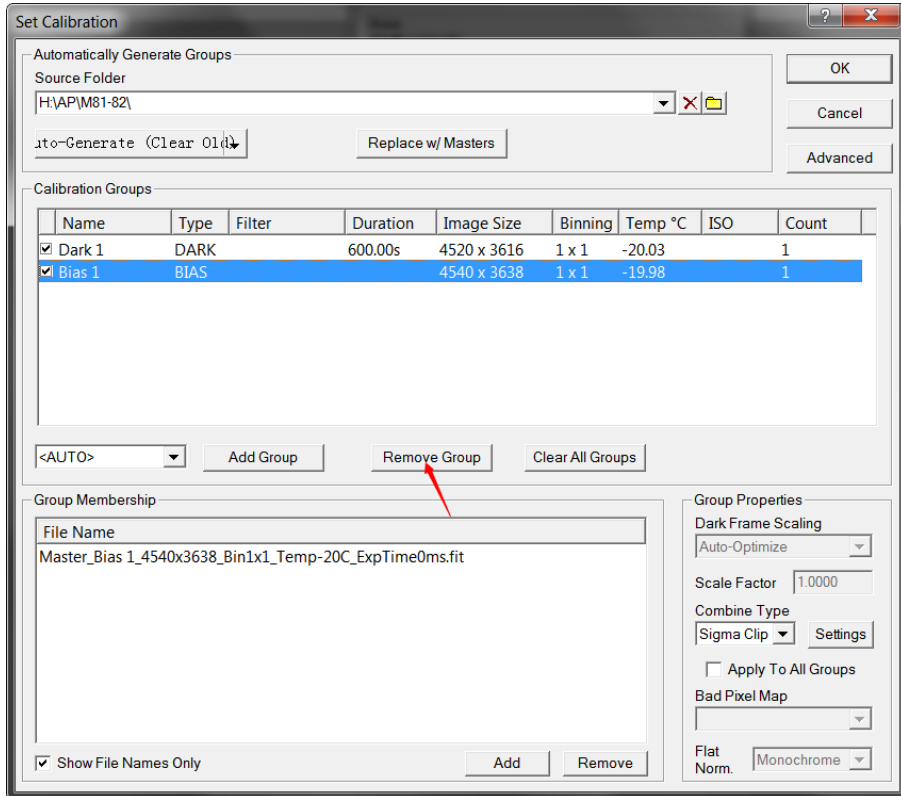 Set Calibration
?
X
Automatically Generate Groups
Source Folder
H:\AP\M81-82\
uto-Generate (Clear Old)
Replace w/ Masters
OK
Cancel
Advanced
Calibration Groups
Name Type Filter Duration Image Size Binning Temp °C ISO Count
Dark 1 DARK 600.00s 4520 x 3616 1 x 1 -20.03 1
Bias 1 BIAS 4540 x 3638 1 x 1 -19.98 1
<AUTO>
Add Group
Remove Group
Clear All Groups
Group Membership
File Name
Master_Bias 1_4540x3638_Bin1x1_Temp-20C_ExpTime0ms.fit
Show File Names Only
Add
Remove
Group Properties
Dark Frame Scaling
Auto-Optimize
Scale Factor 1.0000
Combine Type
Sigma Clip Settings
Apply To All Groups
Bad Pixel Map
Flat
Norm. Monochrome